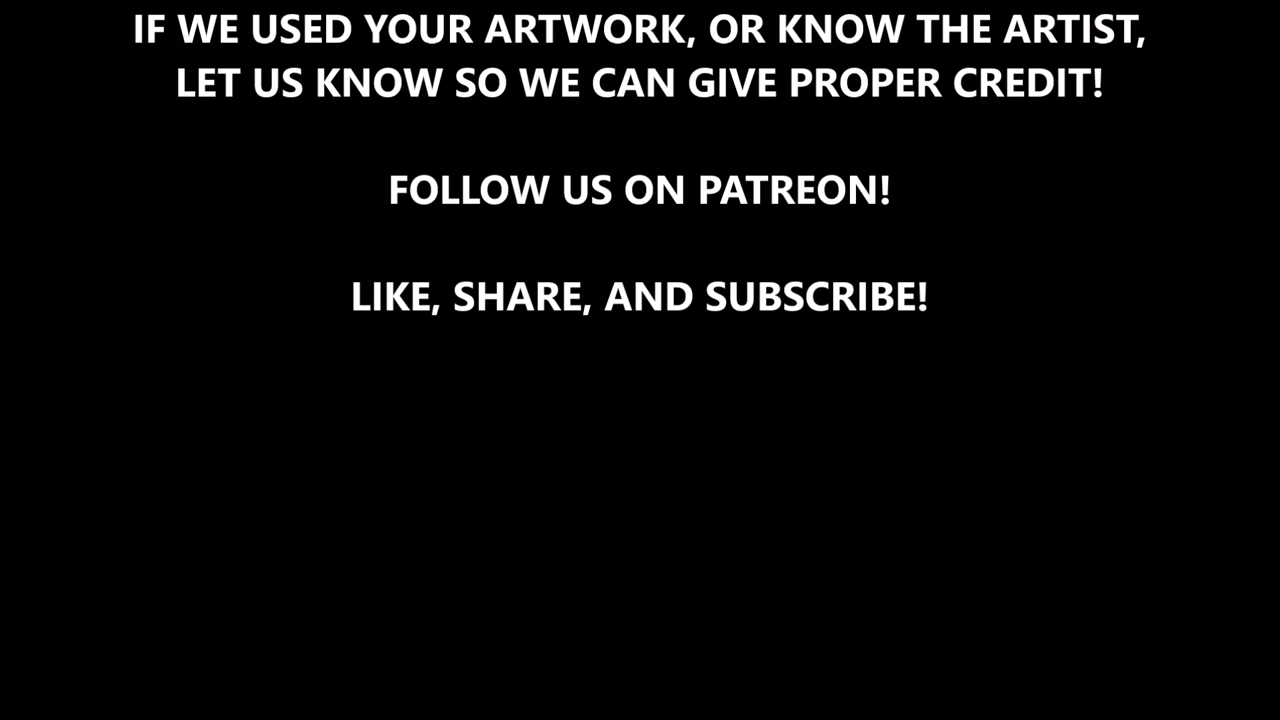 IF WE USED YOUR ARTWORK, OR KNOW THE ARTIST,
LET US KNOW SO WE CAN GIVE PROPER CREDIT!
FOLLOW US ON PATREON!
LIKE, SHARE, AND SUBSCRIBE!